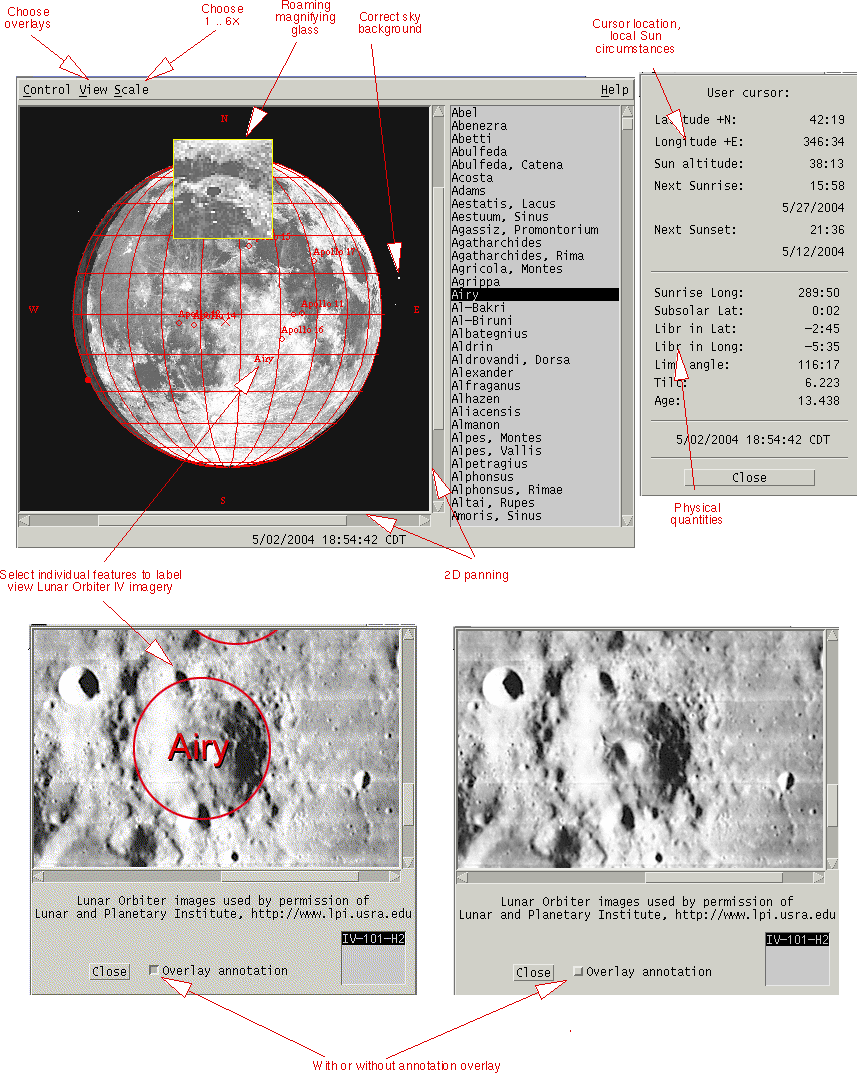 Choose
overlays
Choose
1 .. 6X
Roaming
magnifying
glass
Correct sky
background
Cursor location,
local Sun
circumstances
Control View Scale
Help
N
W
E
S
Apollo 17
Apollo 11
Apollo 16
Airy
Abel
Abenezra
Abetti
Abulfeda
Abulfeda, Catena
Acosta
Adams
Aestatis, Lacus
Aestuum, Sinus
Agassiz, Promontorium
Agatharchides
Agatharchides, Rima
Agricola, Montes
Agrippa
Airy
Al-Bakri
Al-Biruni
Albategnius
Aldrin
Aldrovandi, Dorsa
Alexander
Alfraganus
Alhazen
Aliacensis
Almanon
Alpes, Montes
Alpes, Vallis
Alpetragius
Alphonsus
Alphonsus, Rimae
Altai, Rupes
Amoris, Sinus
5/02/2004 18:54:42 CDT
User cursor:
Latitude +N: 42:19
Longitude +E: 346:34
Sun altitude: 38:13
Next Sunrise: 15:58
5/27/2004
Next Sunset: 21:36
5/12/2004
Sunrise Long: 289:50
Subsolar Lat: 0:02
Libr in Lat: -2:45
Libr in Long: -5:35
Limb angle: 116:17
Tilt: 6.223
Age: 13.438
5/02/2004 18:54:42 CDT
Close
Physical
quantities
Select individual features to label
view Lunar Orbiter IV imagery
2D panning
Airy
Lunar Orbiter images used by permission of
Lunar and Planetary Institute, http://www.lpi.usra.edu
IV-101-H2
Close
Overlay annotation
Lunar Orbiter images used by permission of
Lunar and Planetary Institute, http://www.lpi.usra.edu
IV-101-H2
Close
Overlay annotation
With or without annotation overlay